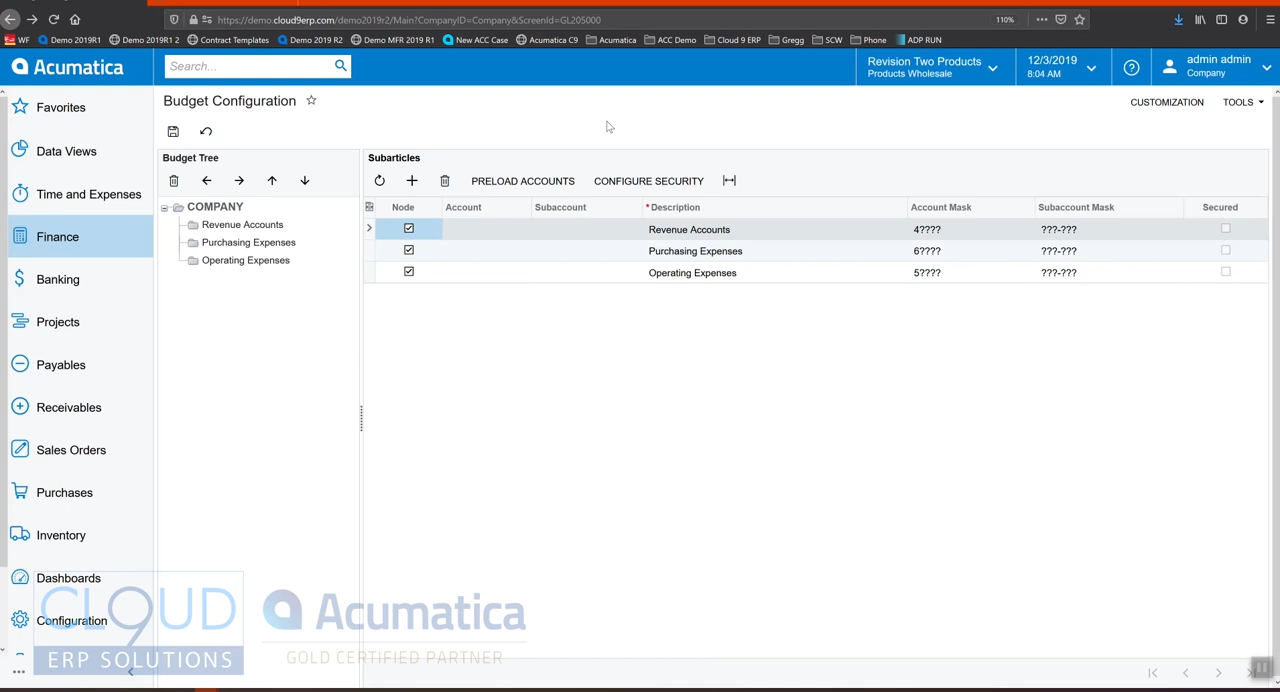 https://demo.cloud9erp.com/demo2019r2/Main?CompanyID=Company&ScreenId=GL205000 110%
WF Demo 2019R1 Demo 2019R1 2 Contract Templates Demo 2019 R2 Demo MFR 2019 R1 New ACC Case Acumatica C9 Acumatica ACC Demo Cloud 9 ERP Gregg SCW Phone ADP RUN
Acumatica Search... Revision Two Products Products Wholesale 12/3/2019 8:04 AM ? admin admin Company
Favorites
Data Views
Time and Expenses
Finance
Banking
Projects
Payables
Receivables
Sales Orders
Purchases
Inventory
Dashboards
Configuration
Budget Configuration CUSTOMIZATION TOOLS
Budget Tree
COMPANY
Revenue Accounts
Purchasing Expenses
Operating Expenses
Subarticles
PRELOAD ACCOUNTS CONFIGURE SECURITY
Node Account Subaccount *Description Account Mask Subaccount Mask Secured
Revenue Accounts 4???? ???-???
Purchasing Expenses 6???? ???-???
Operating Expenses 5???? ???-???
CLOUD
9
ERP SOLUTIONS
Acumatica
GOLD CERTIFIED PARTNER